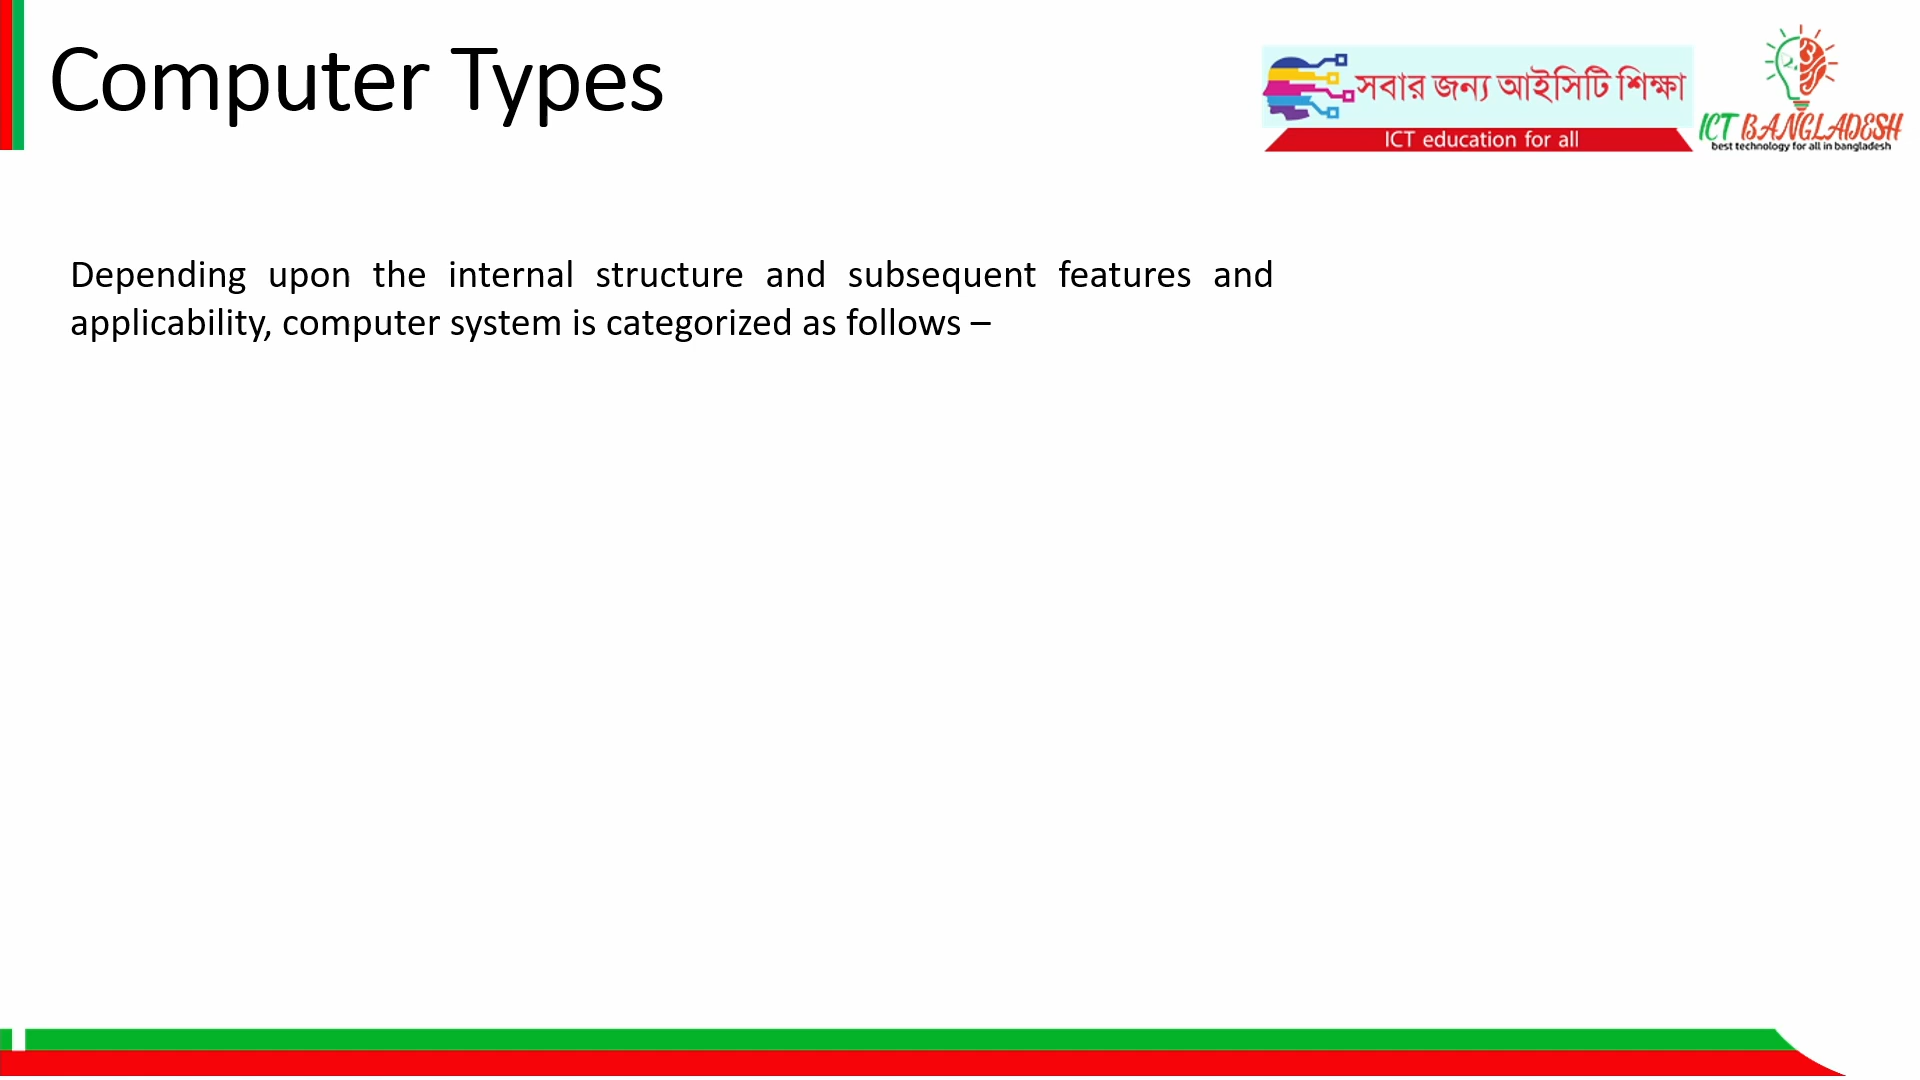 Computer Types
সবার জন্য আইসিটি শিক্ষা
ICT education for all
ICT BANGLADESH
best technology for all in bangladesh
Depending upon the internal structure and subsequent features and
applicability, computer system is categorized as follows –